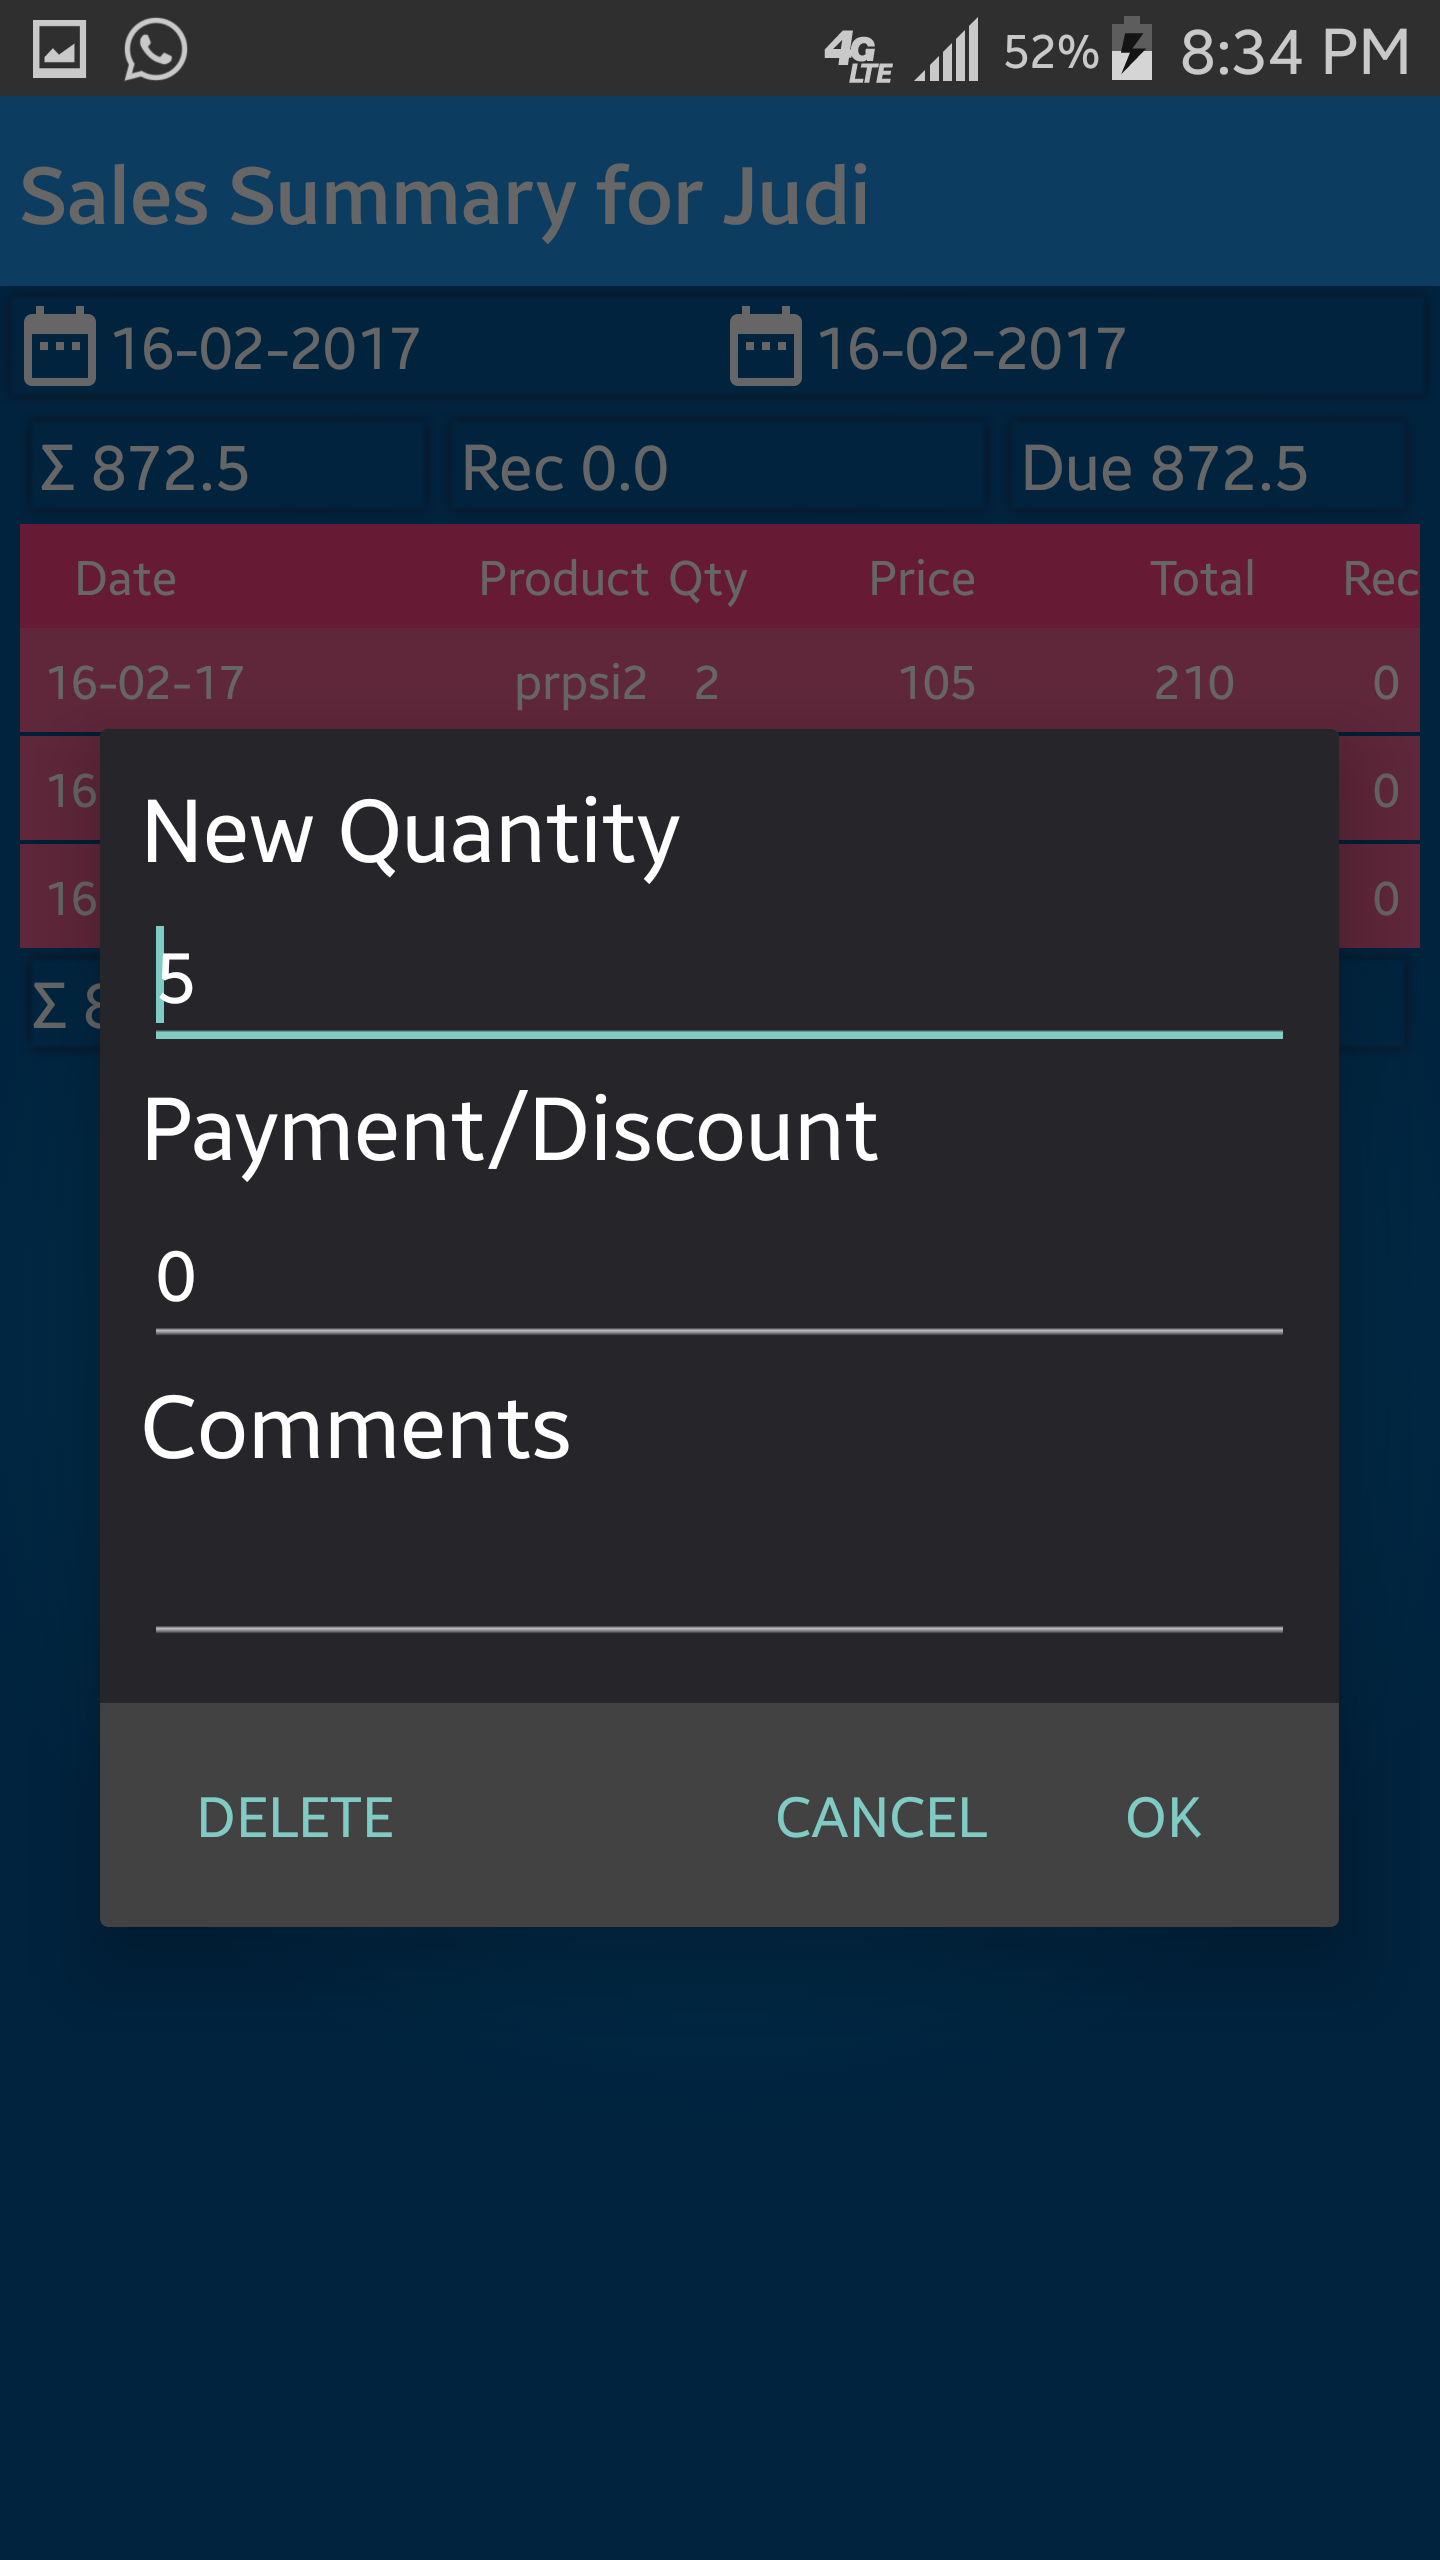 4G LTE 52% 8:34 PM
Sales Summary for Judi
16-02-2017 16-02-2017
Σ 872.5 Rec 0.0 Due 872.5
Date Product Qty Price Total Rec
16-02-17 prpsi2 2 105 210 0
16 0
16 0
Σ 8
New Quantity
5
Payment/Discount
0
Comments
DELETE CANCEL OK